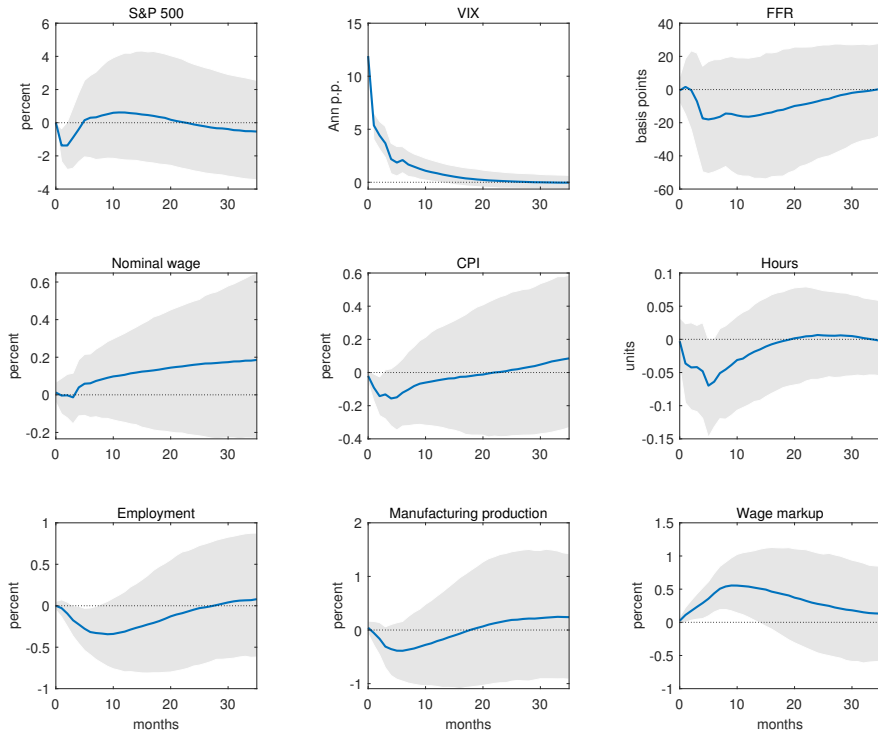 S&P 500
6
4
2
0
-2
-4
percent
0 10 20 30
VIX
15
10
5
0
Ann p.p.
0 10 20 30
FFR
40
20
0
-20
-40
-60
basis points
0 10 20 30
Nominal wage
0.6
0.4
0.2
0
-0.2
percent
0 10 20 30
CPI
0.6
0.4
0.2
0
-0.2
-0.4
percent
0 10 20 30
Hours
0.1
0.05
0
-0.05
-0.1
-0.15
units
0 10 20 30
Employment
1
0.5
0
-0.5
-1
percent
0 10 20 30
months
Manufacturing production
2
1
0
-1
percent
0 10 20 30
months
Wage markup
1.5
1
0.5
0
-0.5
-1
percent
0 10 20 30
months